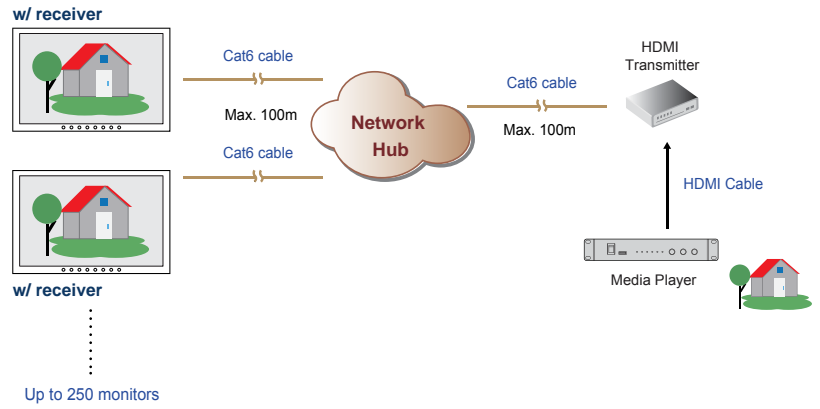 w/ receiver
Cat6 cable
Max. 100m
Cat6 cable
Network
Hub
Cat6 cable
Max. 100m
HDMI
Transmitter
HDMI Cable
Media Player
w/ receiver
Up to 250 monitors